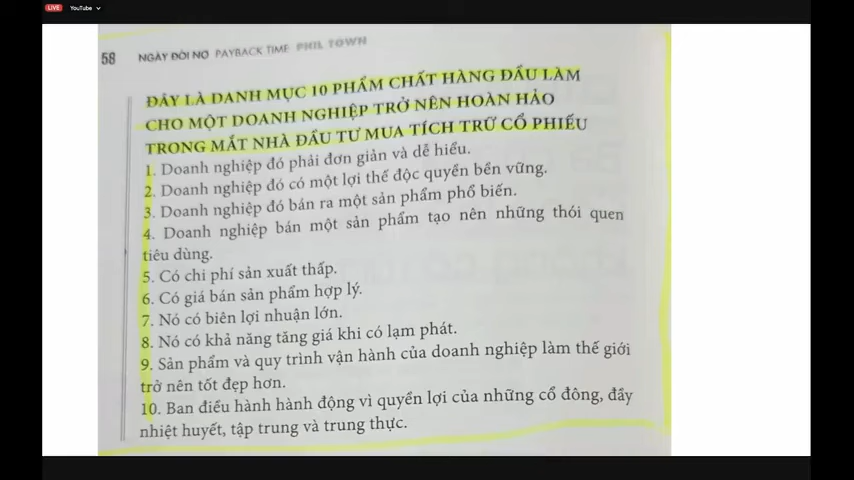 LIVE YouTube
58 NGÀY ĐÒI NỢ PAYBACK TIME PHIL TOWN
ĐÂY LÀ DANH MỤC 10 PHẨM CHẤT HÀNG ĐẦU LÀM
CHO MỘT DOANH NGHIỆP TRỞ NÊN HOÀN HẢO
TRONG MẮT NHÀ ĐẦU TƯ MUA TÍCH TRỮ CỔ PHIẾU
1. Doanh nghiệp đó phải đơn giản và dễ hiểu.
2. Doanh nghiệp đó có một lợi thế độc quyền bền vững.
3. Doanh nghiệp đó bán ra một sản phẩm phổ biến.
4. Doanh nghiệp bán một sản phẩm tạo nên những thói quen
tiêu dùng.
5. Có chi phí sản xuất thấp.
6. Có giá bán sản phẩm hợp lý.
7. Nó có biên lợi nhuận lớn.
8. Nó có khả năng tăng giá khi có lạm phát.
9. Sản phẩm và quy trình vận hành của doanh nghiệp làm thế giới
trở nên tốt đẹp hơn.
10. Ban điều hành hành động vì quyền lợi của những cổ đông, đầy
nhiệt huyết, tập trung và trung thực.